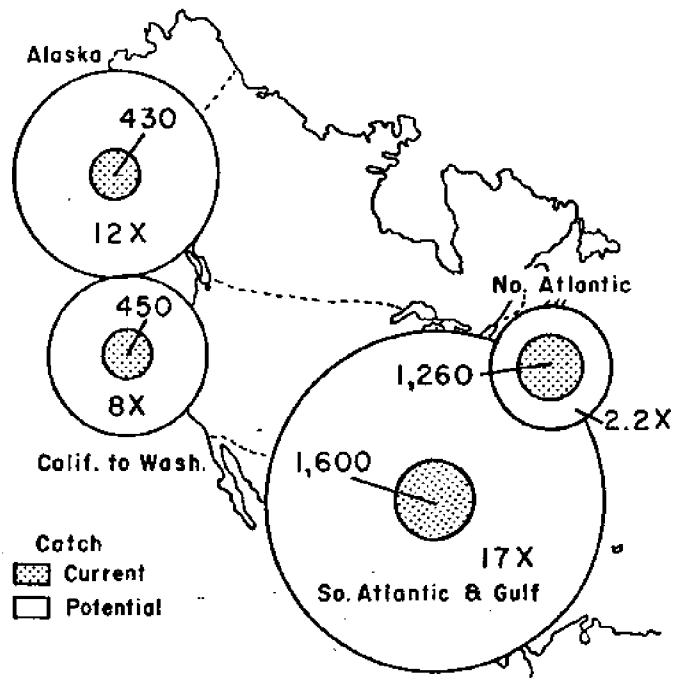 Alaska
430
12X
450
8X
Calif. to Wash.
No. Atlantic
1,260
2.2X
1,600
17X
So. Atlantic & Gulf
Catch
Current
Potential